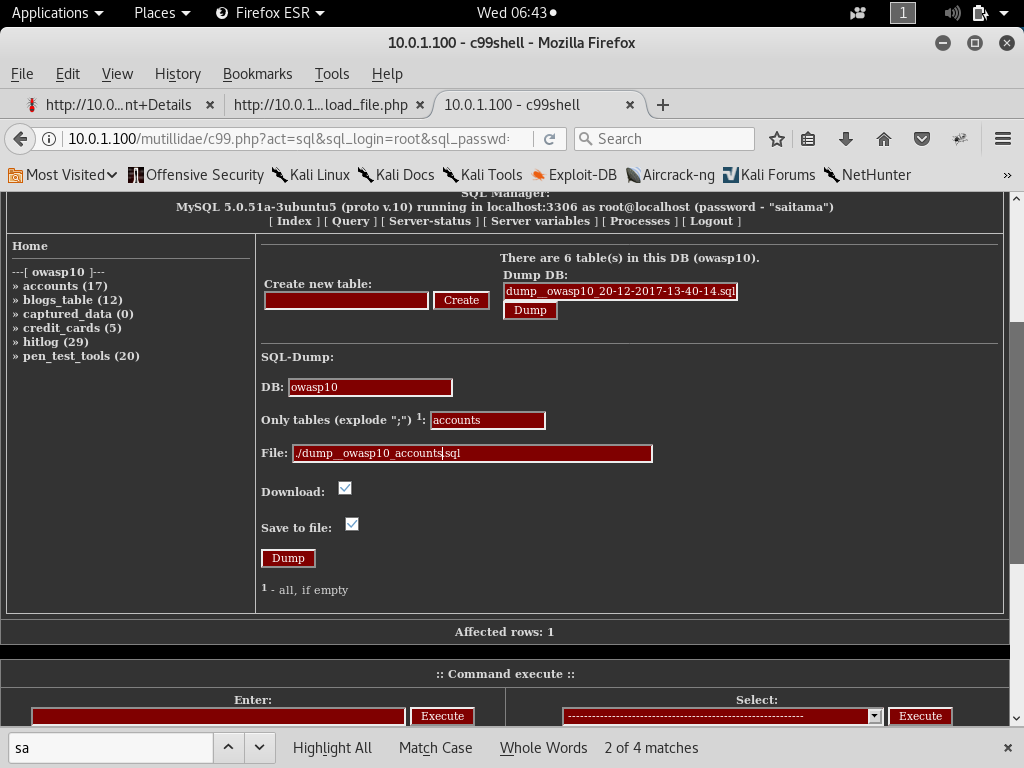 Applications Places Firefox ESR Wed 06:43 1
10.0.1.100 - c99shell - Mozilla Firefox
File Edit View History Bookmarks Tools Help
http://10.0...nt+Details http://10.0.1...load_file.php 10.0.1.100 - c99shell
10.0.1.100/mutillidae/c99.php?act=sql&sql_login=root&sql_passwd= Search
Most Visited Offensive Security Kali Linux Kali Docs Kali Tools Exploit-DB Aircrack-ng Kali Forums NetHunter »
SQL Manager:
MySQL 5.0.51a-3ubuntu5 (proto v.10) running in localhost:3306 as root@localhost (password - "saitama")
[ Index ] [ Query ] [ Server-status ] [ Server variables ] [ Processes ] [ Logout ]
Home
---[ owasp10 ]---
» accounts (17)
» blogs_table (12)
» captured_data (0)
» credit_cards (5)
» hitlog (29)
» pen_test_tools (20)
There are 6 table(s) in this DB (owasp10).
Create new table:
Create
Dump DB:
dump__owasp10_20-12-2017-13-40-14.sql
Dump
SQL-Dump:
DB: owasp10
Only tables (explode ";") 1: accounts
File: ./dump__owasp10_accounts.sql
Download:
Save to file:
Dump
1 - all, if empty
Affected rows: 1
:: Command execute ::
Enter:
Execute
Select:
-----------------------------------------------------------
Execute
sa Highlight All Match Case Whole Words 2 of 4 matches